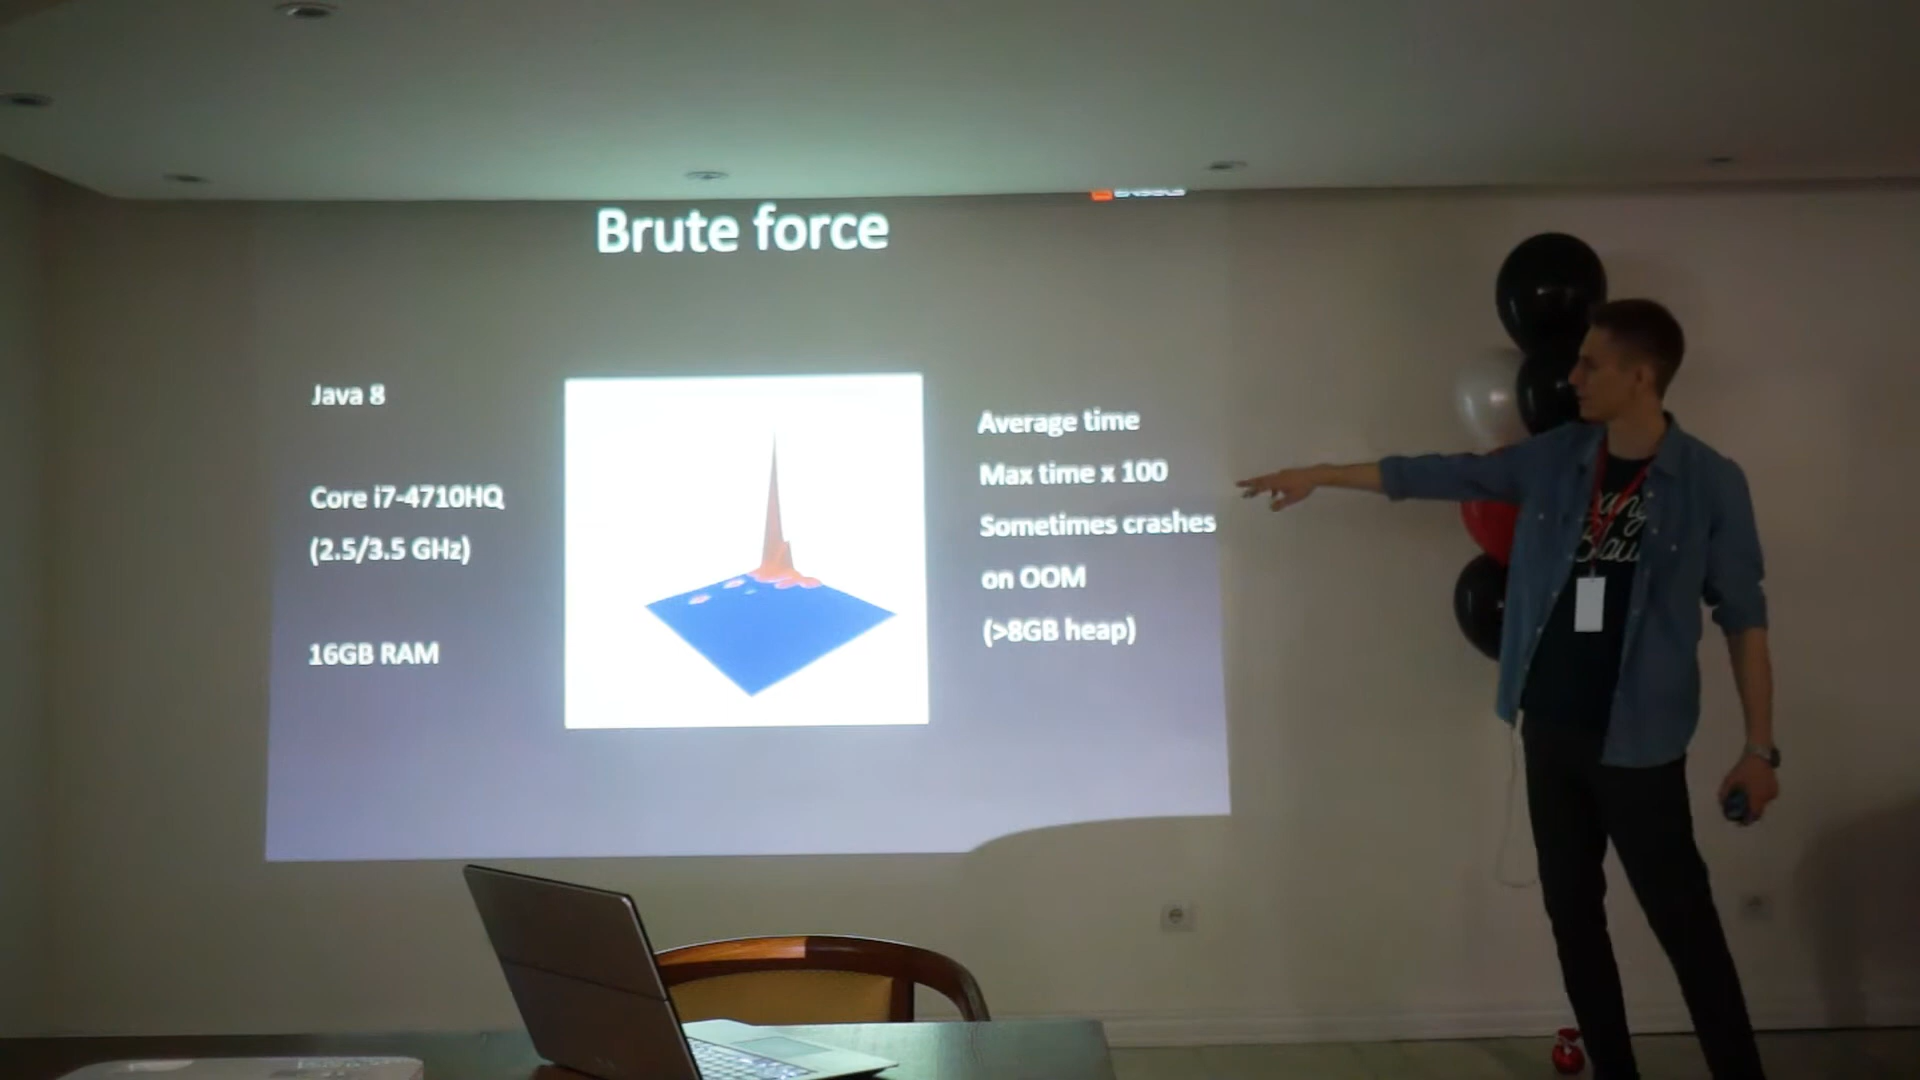 Brute force
Java 8
Core i7-4710HQ
(2.5/3.5 GHz)
16GB RAM
Average time
Max time x 100
Sometimes crashes
on OOM
(>8GB heap)